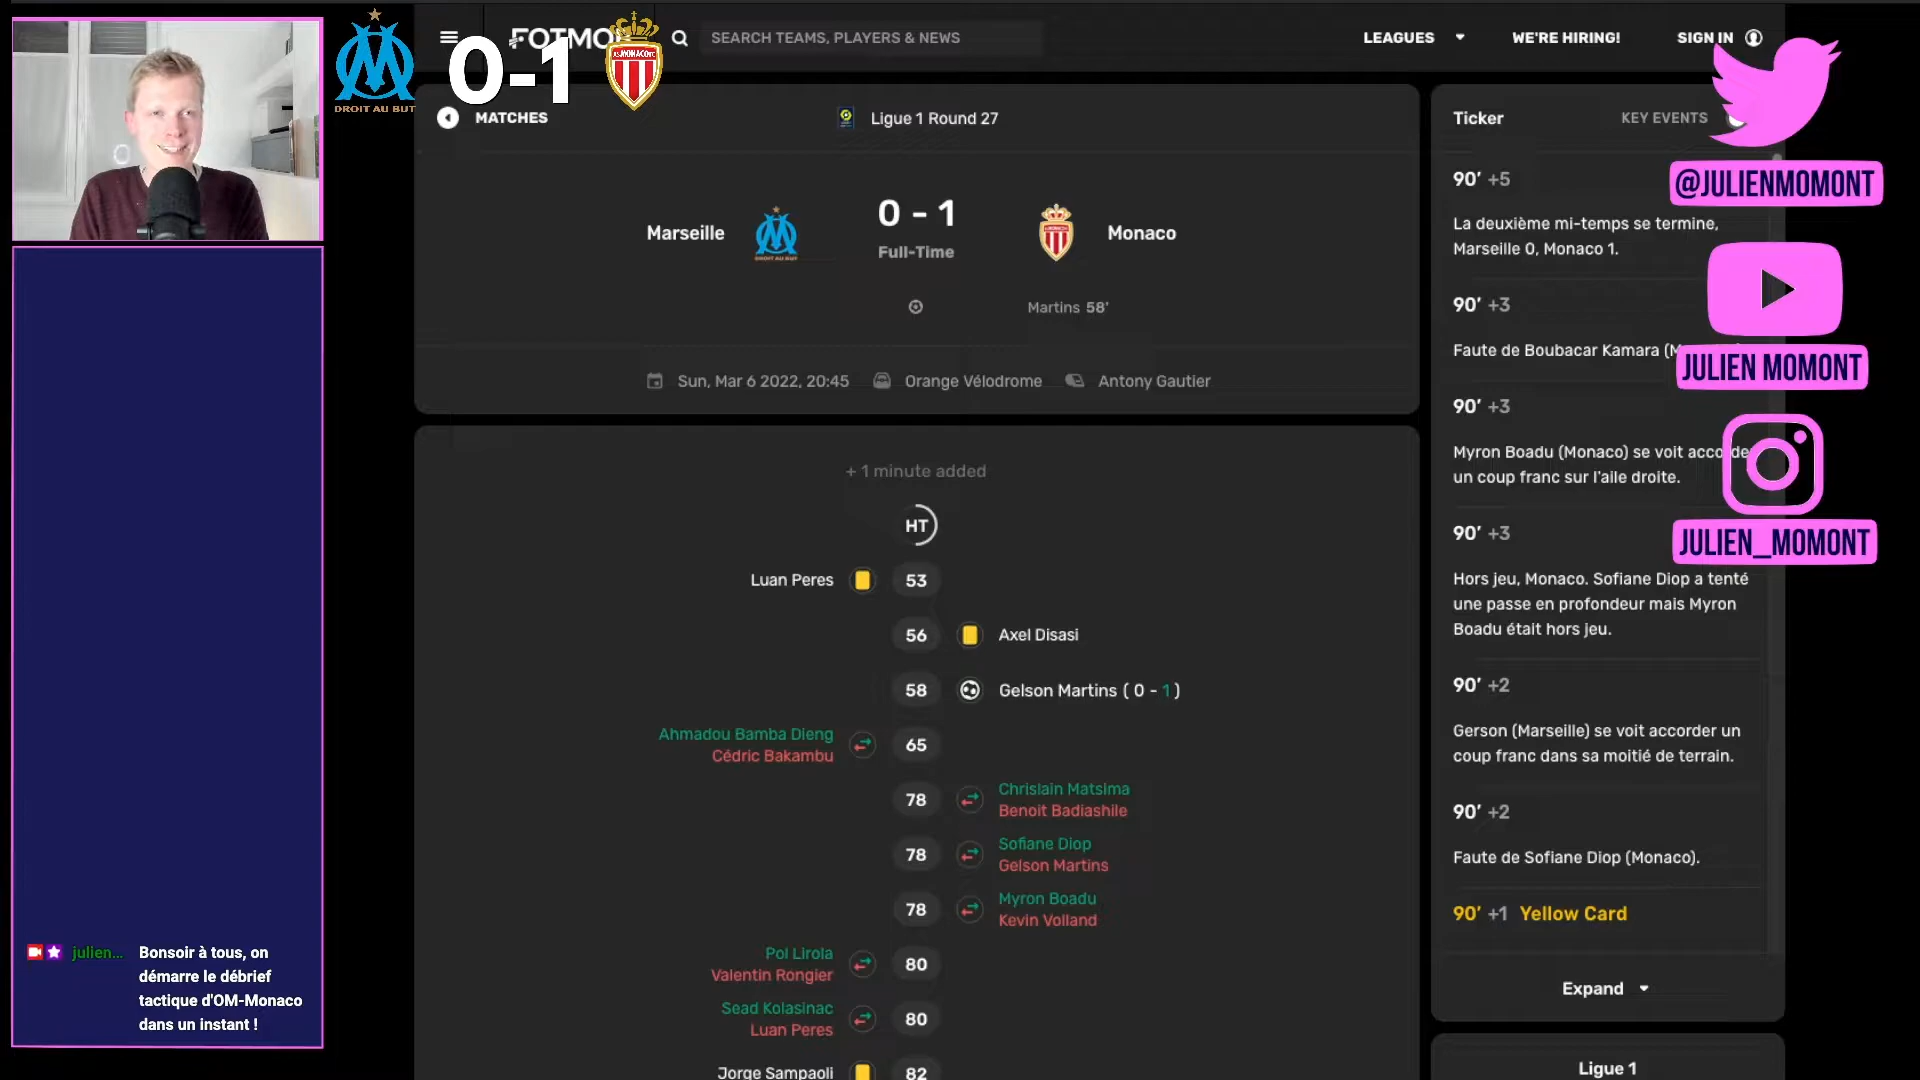 DROIT AU BUT
0-1
AS MONACO FC
SEARCH TEAMS, PLAYERS & NEWS
LEAGUES
WE'RE HIRING!
SIGN IN
MATCHES
Ligue 1 Round 27
Marseille
DROIT AU BUT
0 - 1
Full-Time
Monaco
Martins 58'
Sun, Mar 6 2022, 20:45
Orange Vélodrome
Antony Gautier
+ 1 minute added
HT
Luan Peres
53
56
Axel Disasi
58
Gelson Martins ( 0 - 1 )
Ahmadou Bamba Dieng
Cédric Bakambu
65
78
Chrislain Matsima
Benoit Badiashile
78
Sofiane Diop
Gelson Martins
78
Myron Boadu
Kevin Volland
Pol Lirola
Valentin Rongier
80
Sead Kolasinac
Luan Peres
80
Jorge Sampaoli
82
Ticker
KEY EVENTS
90' +5
La deuxième mi-temps se termine,
Marseille 0, Monaco 1.
90' +3
Faute de Boubacar Kamara
90' +3
Myron Boadu (Monaco) se voit accorder
un coup franc sur l'aile droite.
90' +3
Hors jeu, Monaco. Sofiane Diop a tenté
une passe en profondeur mais Myron
Boadu était hors jeu.
90' +2
Gerson (Marseille) se voit accorder un
coup franc dans sa moitié de terrain.
90' +2
Faute de Sofiane Diop (Monaco).
90' +1 Yellow Card
Expand
Ligue 1
@JULIENMOMONT
JULIEN MOMONT
JULIEN_MOMONT
julien...
Bonsoir à tous, on
démarre le débrief
tactique d'OM-Monaco
dans un instant !